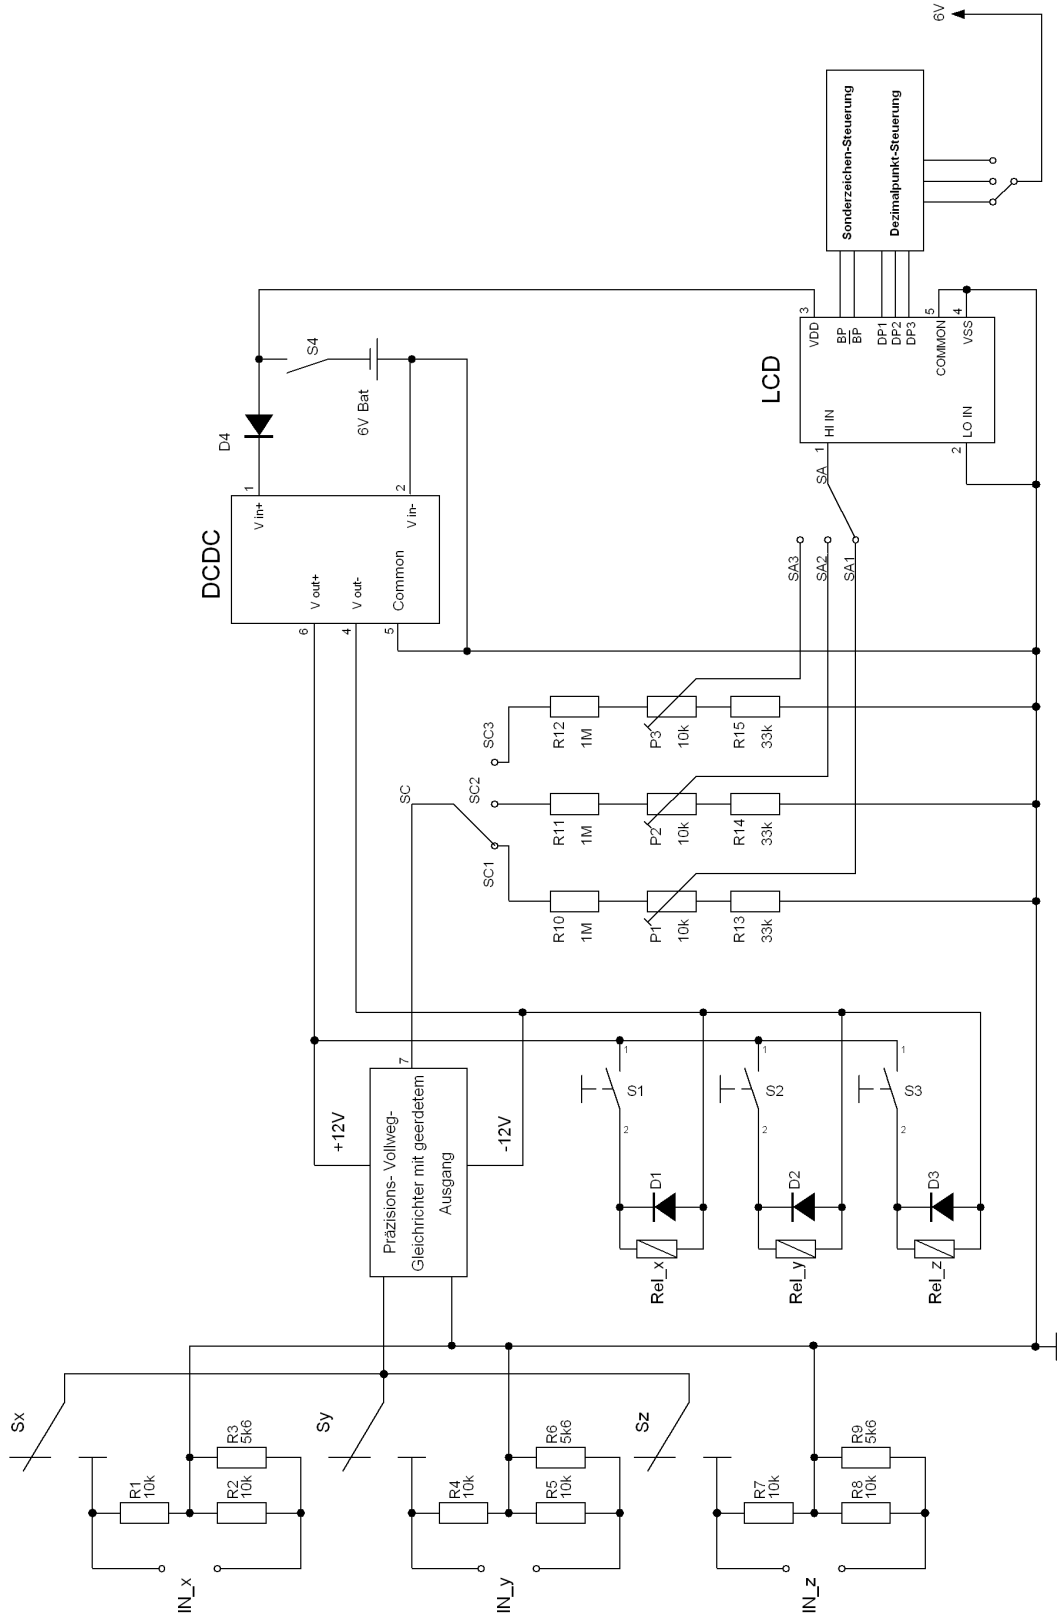 Sx
R1
10k
R3
5k6
R2
10k
IN_x
Sy
R4
10k
R6
5k6
R5
10k
IN_y
Sz
R7
10k
R9
5k6
R8
10k
IN_z
+12V
Präzisions- Vollweg-
Gleichrichter mit geerdetem
Ausgang
7
-12V
S1
1
2
D1
Rel_x
S2
1
2
D2
Rel_y
S3
1
2
D3
Rel_z
SC
SC1
SC2
SC3
R10
1M
P1
10k
R13
33k
R11
1M
P2
10k
R14
33k
R12
1M
P3
10k
R15
33k
DCDC
V in+
1
V in-
2
V out+
6
V out-
4
Common
5
D4
S4
6V Bat
SA
SA3
SA2
SA1
LCD
HI IN
1
LO IN
2
VDD
3
BP
BP
DP1
DP2
DP3
COMMON
5
VSS
4
Sonderzeichen-Steuerung
Dezimalpunkt-Steuerung
6V